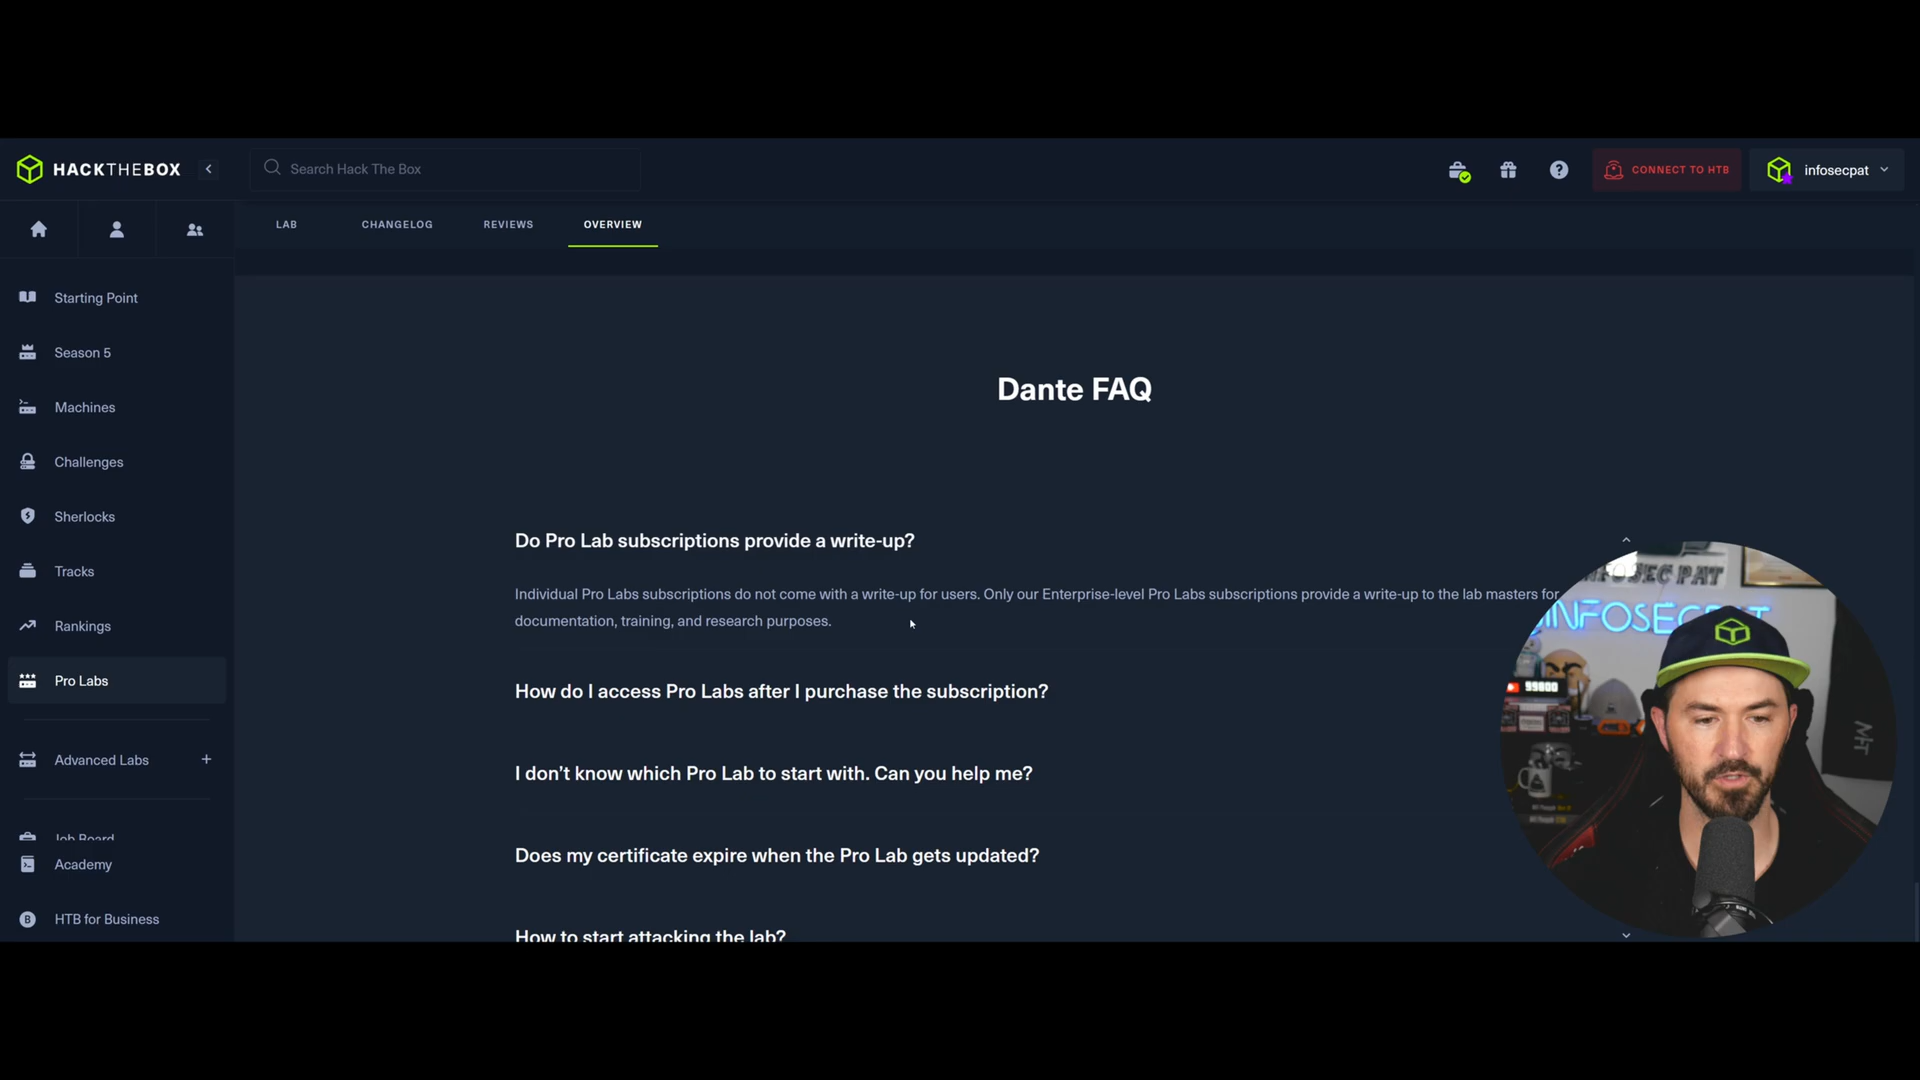 HACKTHEBOX
Search Hack The Box
CONNECT TO HTB
infosecpat
LAB
CHANGELOG
REVIEWS
OVERVIEW
Starting Point
Season 5
Machines
Challenges
Sherlocks
Tracks
Rankings
Pro Labs
Advanced Labs
Job Board
Academy
HTB for Business
Dante FAQ
Do Pro Lab subscriptions provide a write-up?
Individual Pro Labs subscriptions do not come with a write-up for users. Only our Enterprise-level Pro Labs subscriptions provide a write-up to the lab masters for
documentation, training, and research purposes.
How do I access Pro Labs after I purchase the subscription?
I don't know which Pro Lab to start with. Can you help me?
Does my certificate expire when the Pro Lab gets updated?
How to start attacking the lab?
INFOSEC PAT
99800